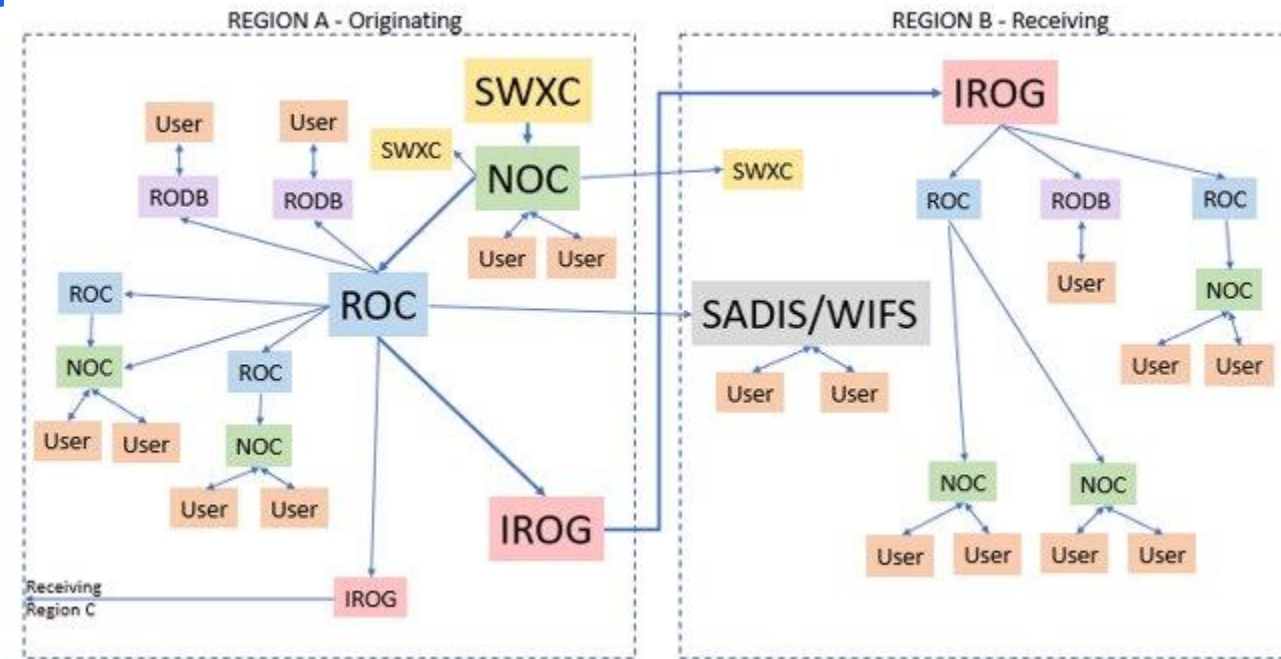 REGION A - Originating
REGION B - Receiving
SWXC
IROG
User
User
SWXC
NOC
SWXC
RODB
RODB
ROC
RODB
ROC
User
User
User
ROC
ROC
SADIS/WIFS
NOC
NOC
ROC
User
User
User
User
User
User
NOC
NOC
NOC
User
User
IROG
User
User
User
User
Receiving
Region C
IROG